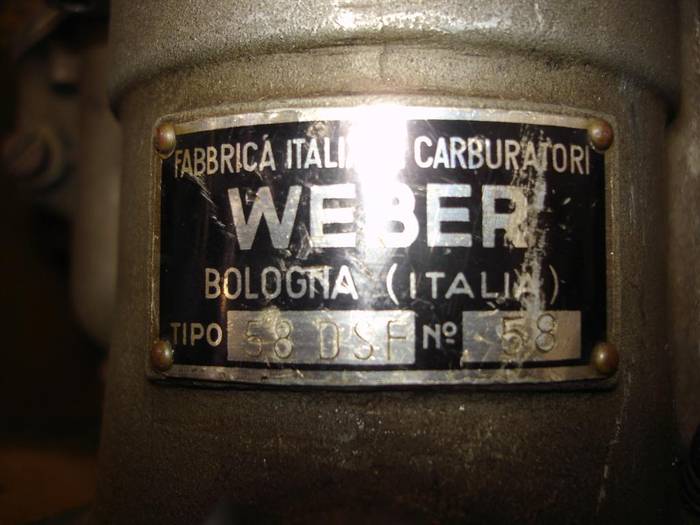 FABBRICA CARBURATORI
WEBER
BOLOGNA (ITALIA)
TIPO 58 DSF Nº 58